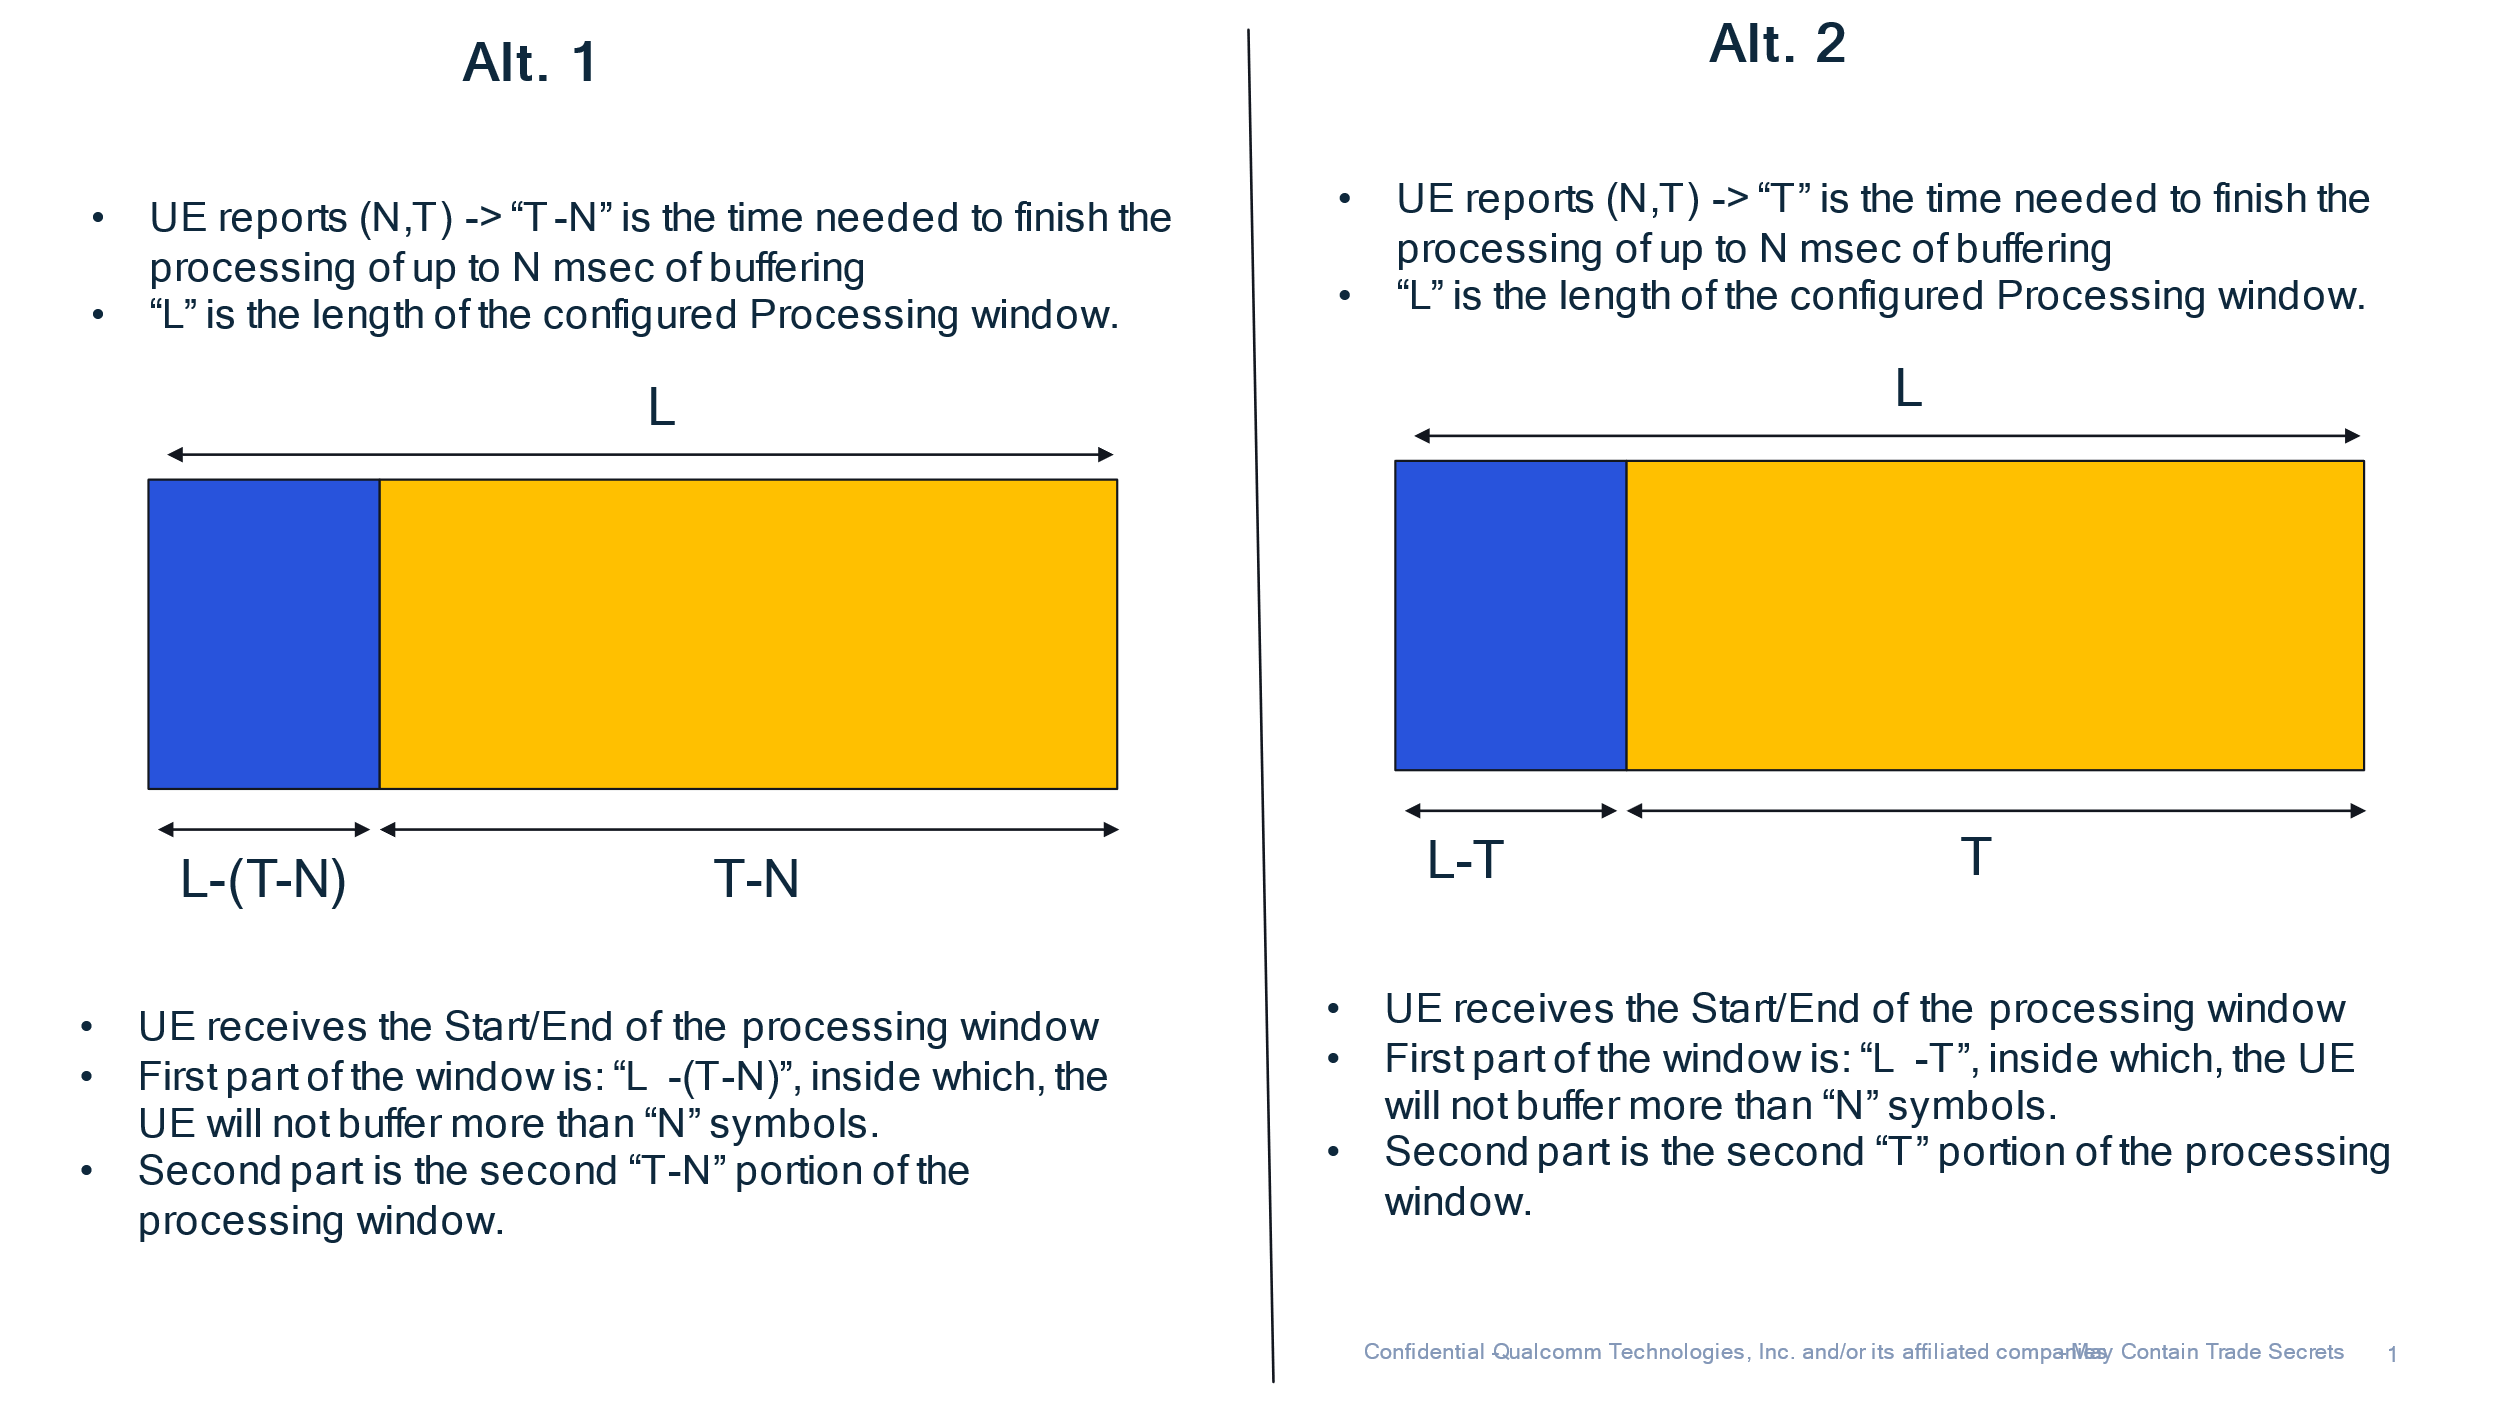 Alt. 1
• UE reports (N,T) -> “T-N” is the time needed to finish the
processing of up to N msec of buffering
• “L” is the length of the configured Processing window.
L
L-(T-N)
T-N
• UE receives the Start/End of the processing window
• First part of the window is: “L -(T-N)”, inside which, the
UE will not buffer more than “N” symbols.
• Second part is the second “T-N” portion of the
processing window.
Alt. 2
• UE reports (N,T) -> “T” is the time needed to finish the
processing of up to N msec of buffering
• “L” is the length of the configured Processing window.
L
L-T
T
• UE receives the Start/End of the processing window
• First part of the window is: “L -T”, inside which, the UE
will not buffer more than “N” symbols.
• Second part is the second “T” portion of the processing
window.
Confidential - Qualcomm Technologies, Inc. and/or its affiliated companies - May Contain Trade Secrets
1